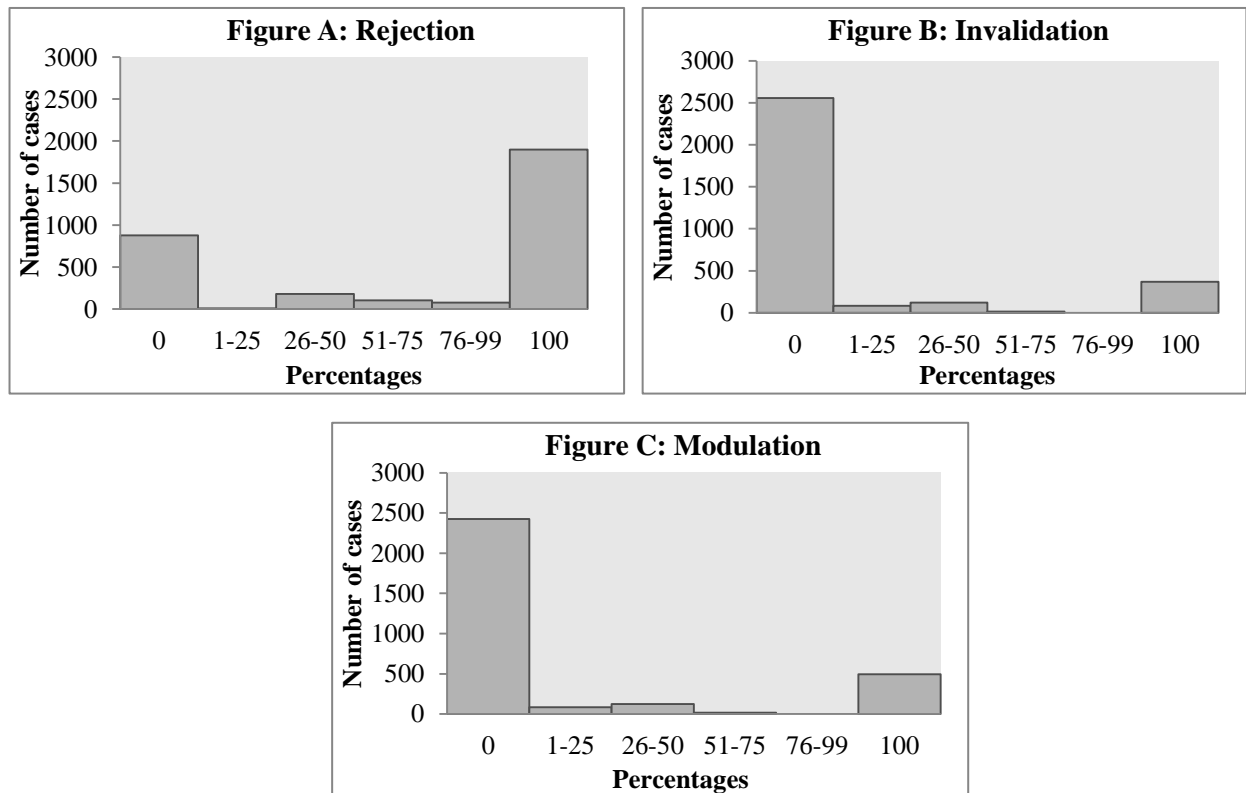 Figure A: Rejection
Number of cases
3000
2500
2000
1500
1000
500
0
0 1-25 26-50 51-75 76-99 100
Percentages
Figure B: Invalidation
Number of cases
3000
2500
2000
1500
1000
500
0
0 1-25 26-50 51-75 76-99 100
Percentages
Figure C: Modulation
Number of cases
3000
2500
2000
1500
1000
500
0
0 1-25 26-50 51-75 76-99 100
Percentages